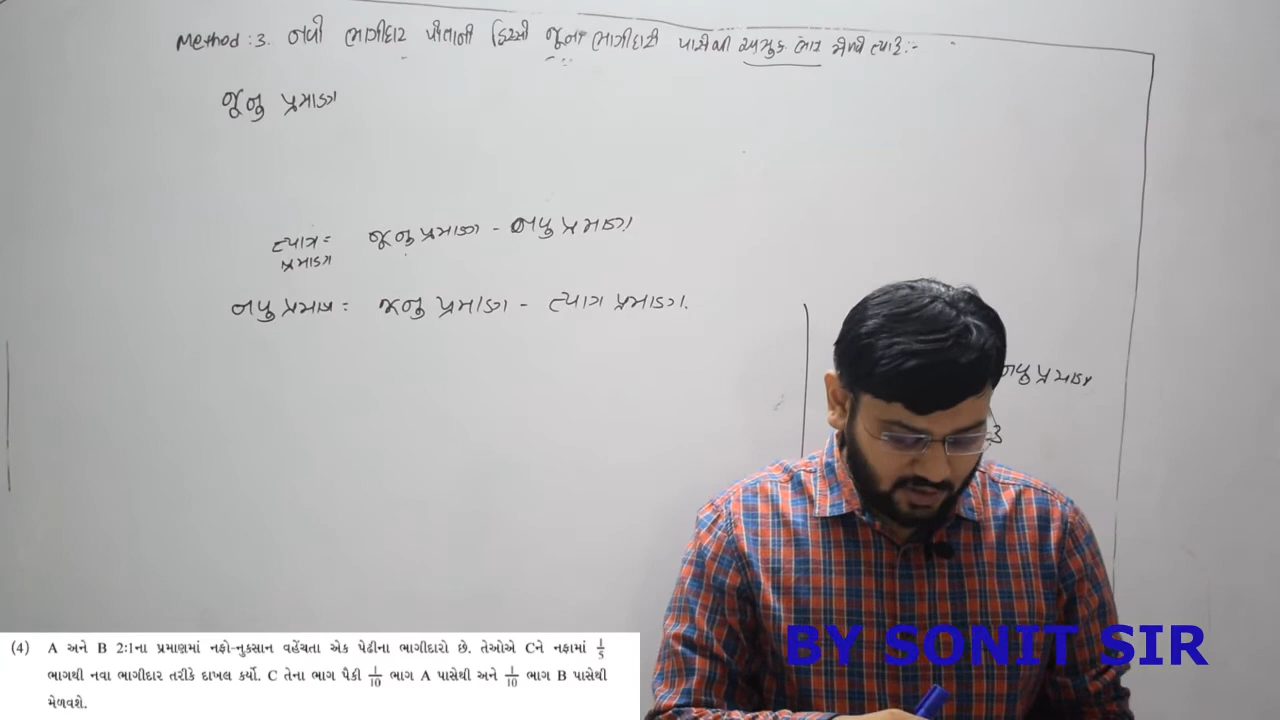 Method : 3. નવો ભાગીદાર પોતાનો હિસ્સો જૂના ભાગીદારો પાસેથી અમુક ભાગ મેળવે ત્યારે :-
જૂનુ પ્રમાણ
ત્યાગ = જૂનુ પ્રમાણ - નવુ પ્રમાણ
પ્રમાણ
નવુ પ્રમાણ = જૂનુ પ્રમાણ - ત્યાગ પ્રમાણ.
નવુ પ્રમાણ
3
BY SONIT SIR
(4) A અને B 2:1ના પ્રમાણમાં નફો-નુકસાન વહેંચતા એક પેઢીના ભાગીદારો છે. તેઓએ Cને નફામાં 1/5
ભાગથી નવા ભાગીદાર તરીકે દાખલ કર્યો. C તેના ભાગ પૈકી 1/10 ભાગ A પાસેથી અને 1/10 ભાગ B પાસેથી
મેળવશે.